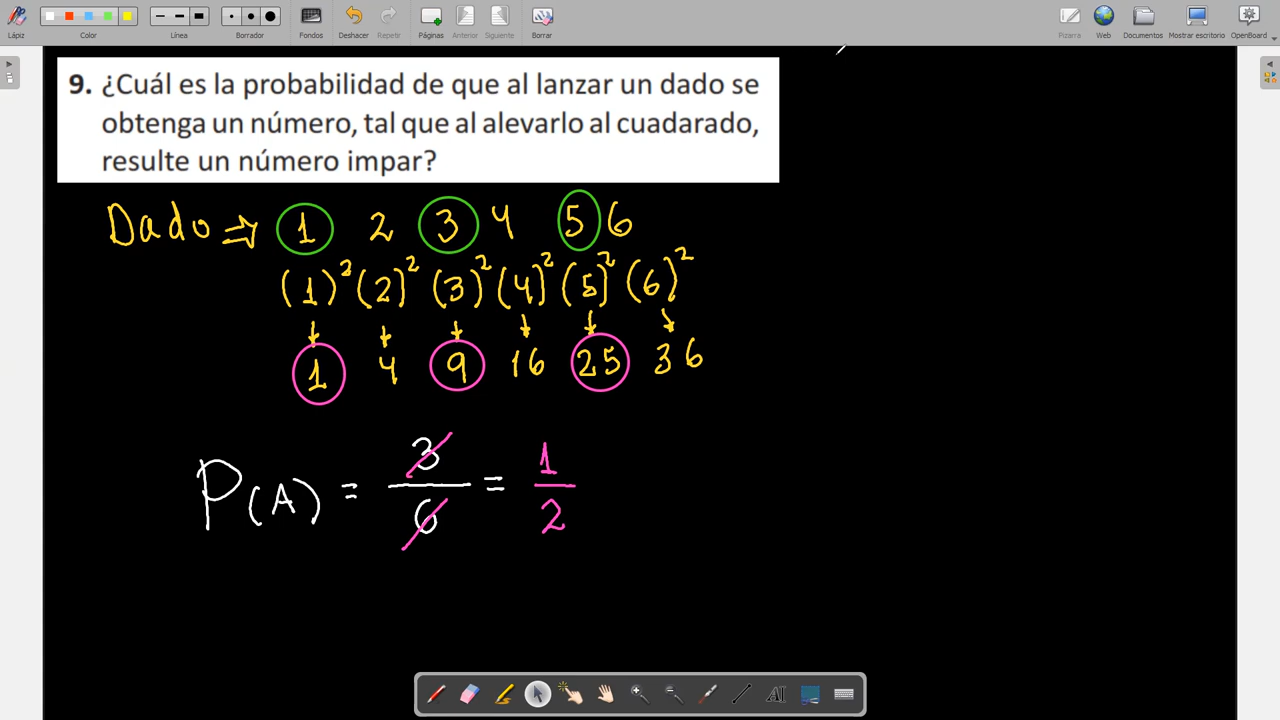 Lápiz Color Línea Borrador Fondos Deshacer Repetir Páginas Anterior Siguiente Borrar Pizarra Web Documentos Mostrar escritorio OpenBoard
9. ¿Cuál es la probabilidad de que al lanzar un dado se
obtenga un número, tal que al alevarlo al cuadarado,
resulte un número impar?
Dado ⇒ 1 2 3 4 5 6
(1)² (2)² (3)² (4)² (5)² (6)²
↓ ↓ ↓ ↓ ↓ ↘
1 4 9 16 25 36
P(A) = 3/6 = 1/2
AI